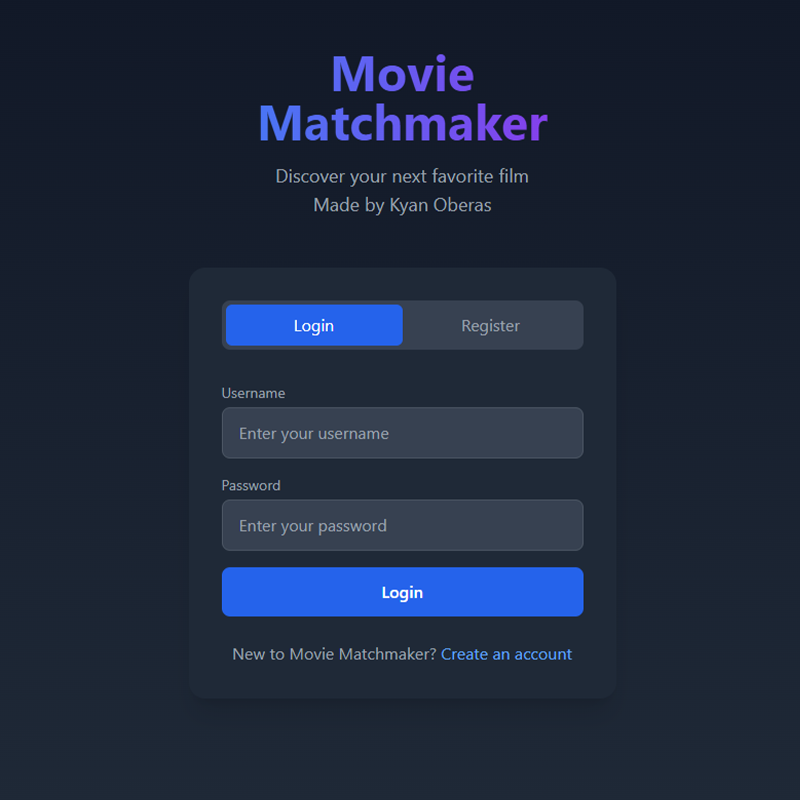 Movie
Matchmaker
Discover your next favorite film
Made by Kyan Oberas
Login
Register
Username
Enter your username
Password
Enter your password
Login
New to Movie Matchmaker? Create an account